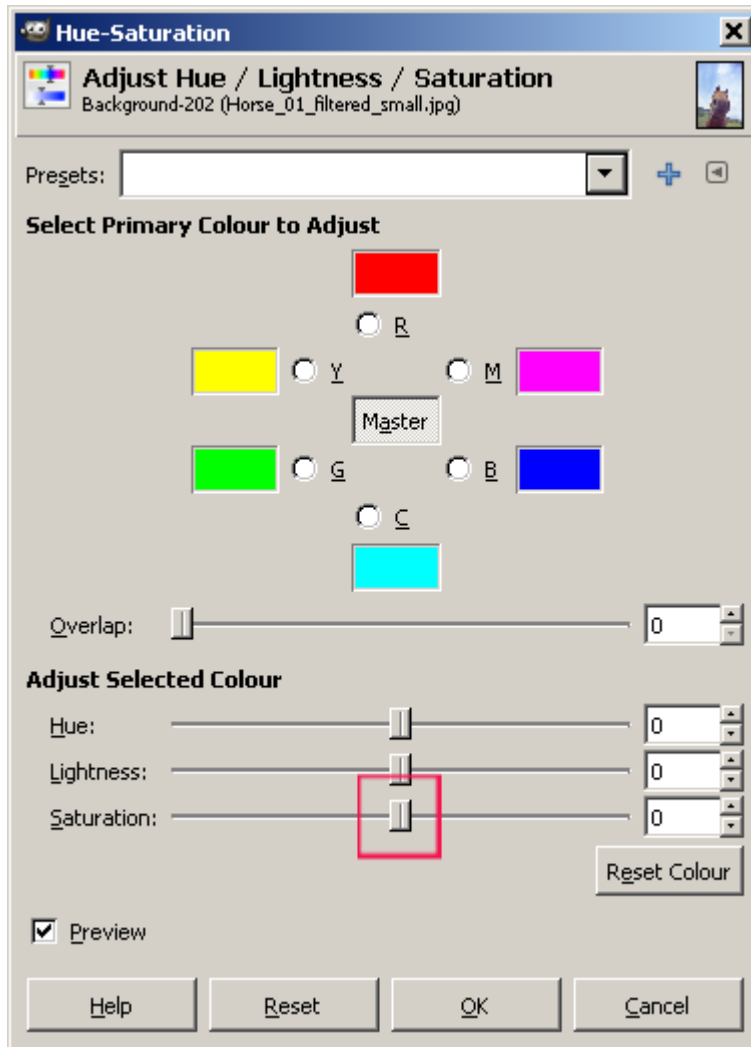 Hue-Saturation
Adjust Hue / Lightness / Saturation
Background-202 (Horse_01_filtered_small.jpg)
Presets:
Select Primary Colour to Adjust
R
Y M
Master
G B
C
Overlap: 0
Adjust Selected Colour
Hue: 0
Lightness: 0
Saturation: 0
Reset Colour
Preview
Help Reset OK Cancel